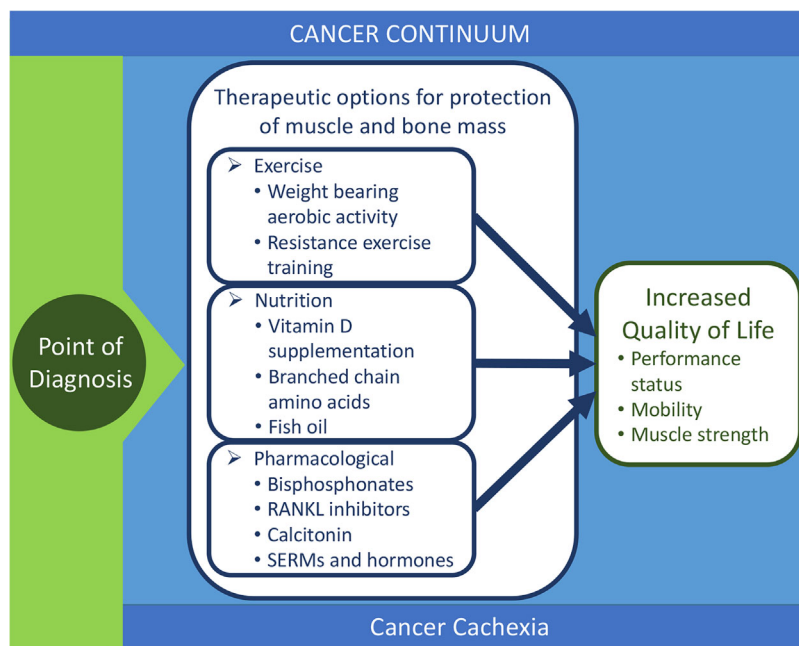 CANCER CONTINUUM
Therapeutic options for protection
of muscle and bone mass
➢ Exercise
• Weight bearing
aerobic activity
• Resistance exercise
training
➢ Nutrition
• Vitamin D
supplementation
• Branched chain
amino acids
• Fish oil
➢ Pharmacological
• Bisphosphonates
• RANKL inhibitors
• Calcitonin
• SERMs and hormones
Point of
Diagnosis
Increased
Quality of Life
• Performance
status
• Mobility
• Muscle strength
Cancer Cachexia